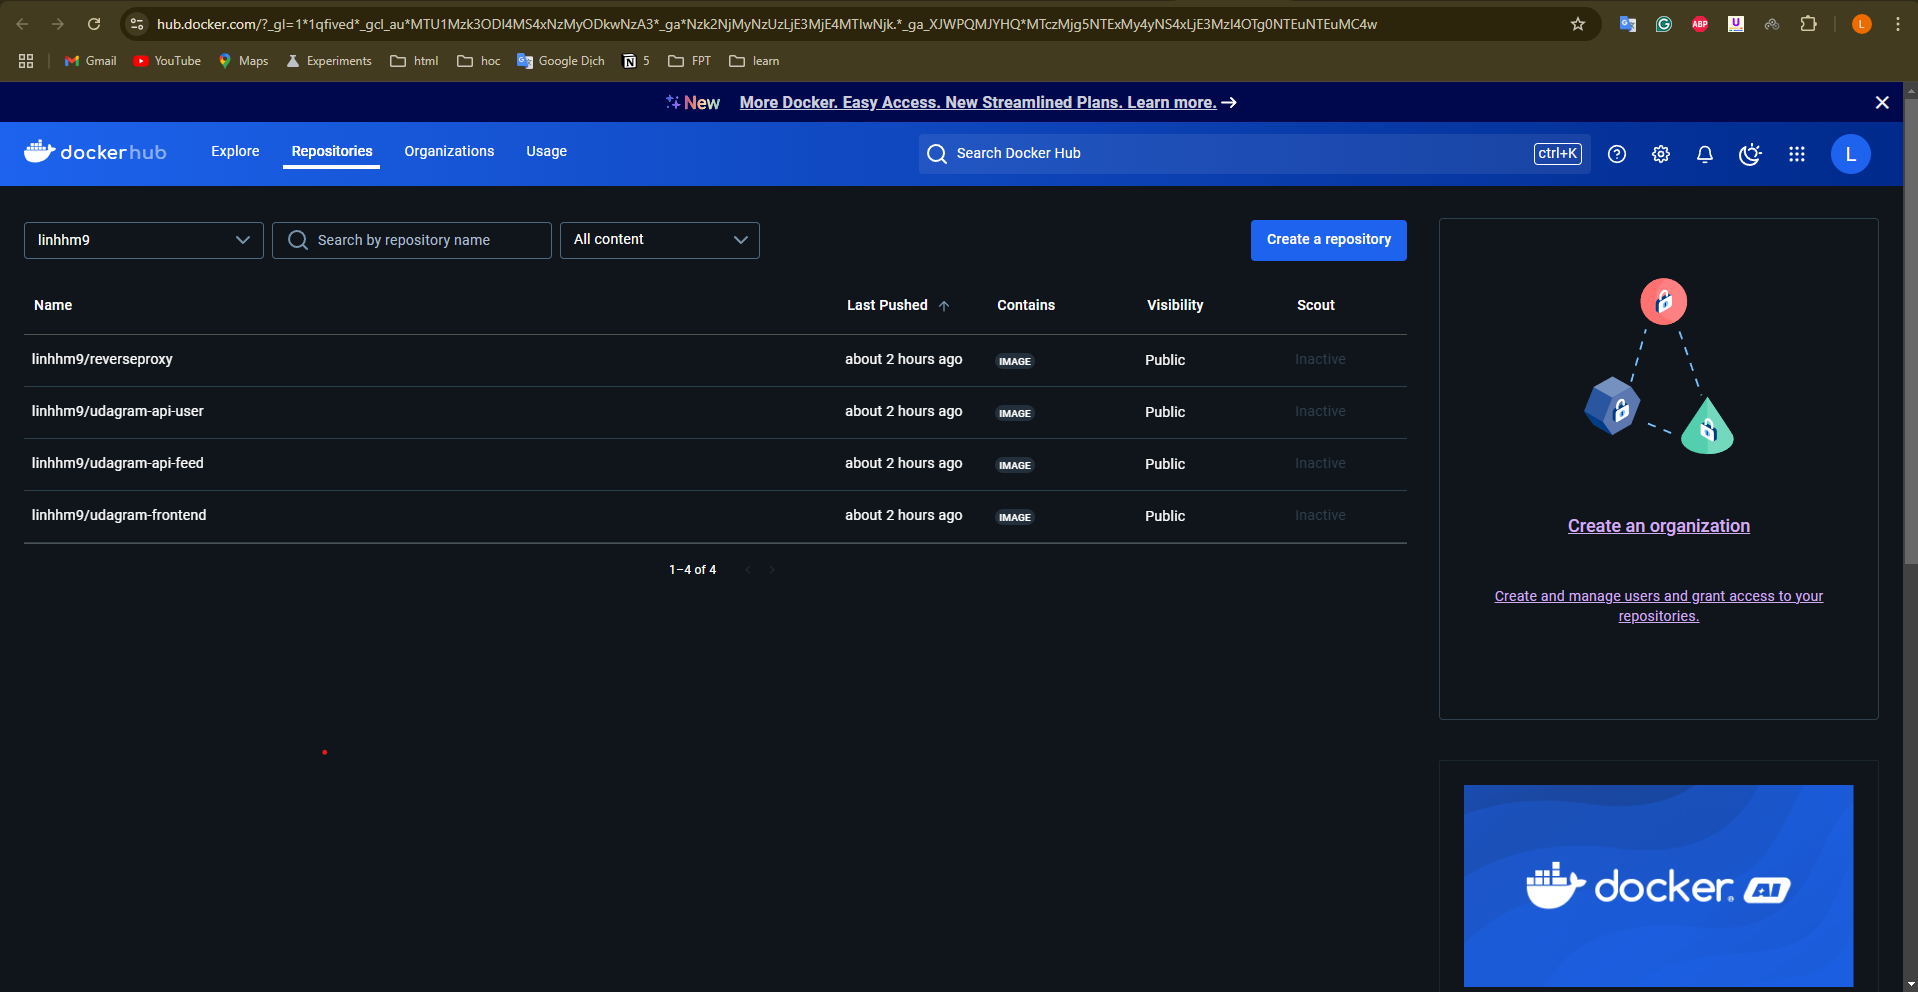 hub.docker.com/?_gl=1*1qfived*_gcl_au*MTU1Mzk3ODI4MS4xNzMyODkwNzA3*_ga*Nzk2NjMyNzUzLjE3MjE4MTIwNjk.*_ga_XJWPQMJYHQ*MTczMjg5NTExMy4yNS4xLjE3MzI4OTg0NTEuNTEuMC4w
ABP
U
L
Gmail
YouTube
Maps
Experiments
html
hoc
Google Dịch
5
FPT
learn
New More Docker. Easy Access. New Streamlined Plans. Learn more.
dockerhub
Explore
Repositories
Organizations
Usage
Search Docker Hub
ctrl+K
L
linhhm9
Search by repository name
All content
Create a repository
Name Last Pushed Contains Visibility Scout
linhhm9/reverseproxy about 2 hours ago IMAGE Public Inactive
linhhm9/udagram-api-user about 2 hours ago IMAGE Public Inactive
linhhm9/udagram-api-feed about 2 hours ago IMAGE Public Inactive
linhhm9/udagram-frontend about 2 hours ago IMAGE Public Inactive
1–4 of 4
Create an organization
Create and manage users and grant access to your
repositories.
docker AI